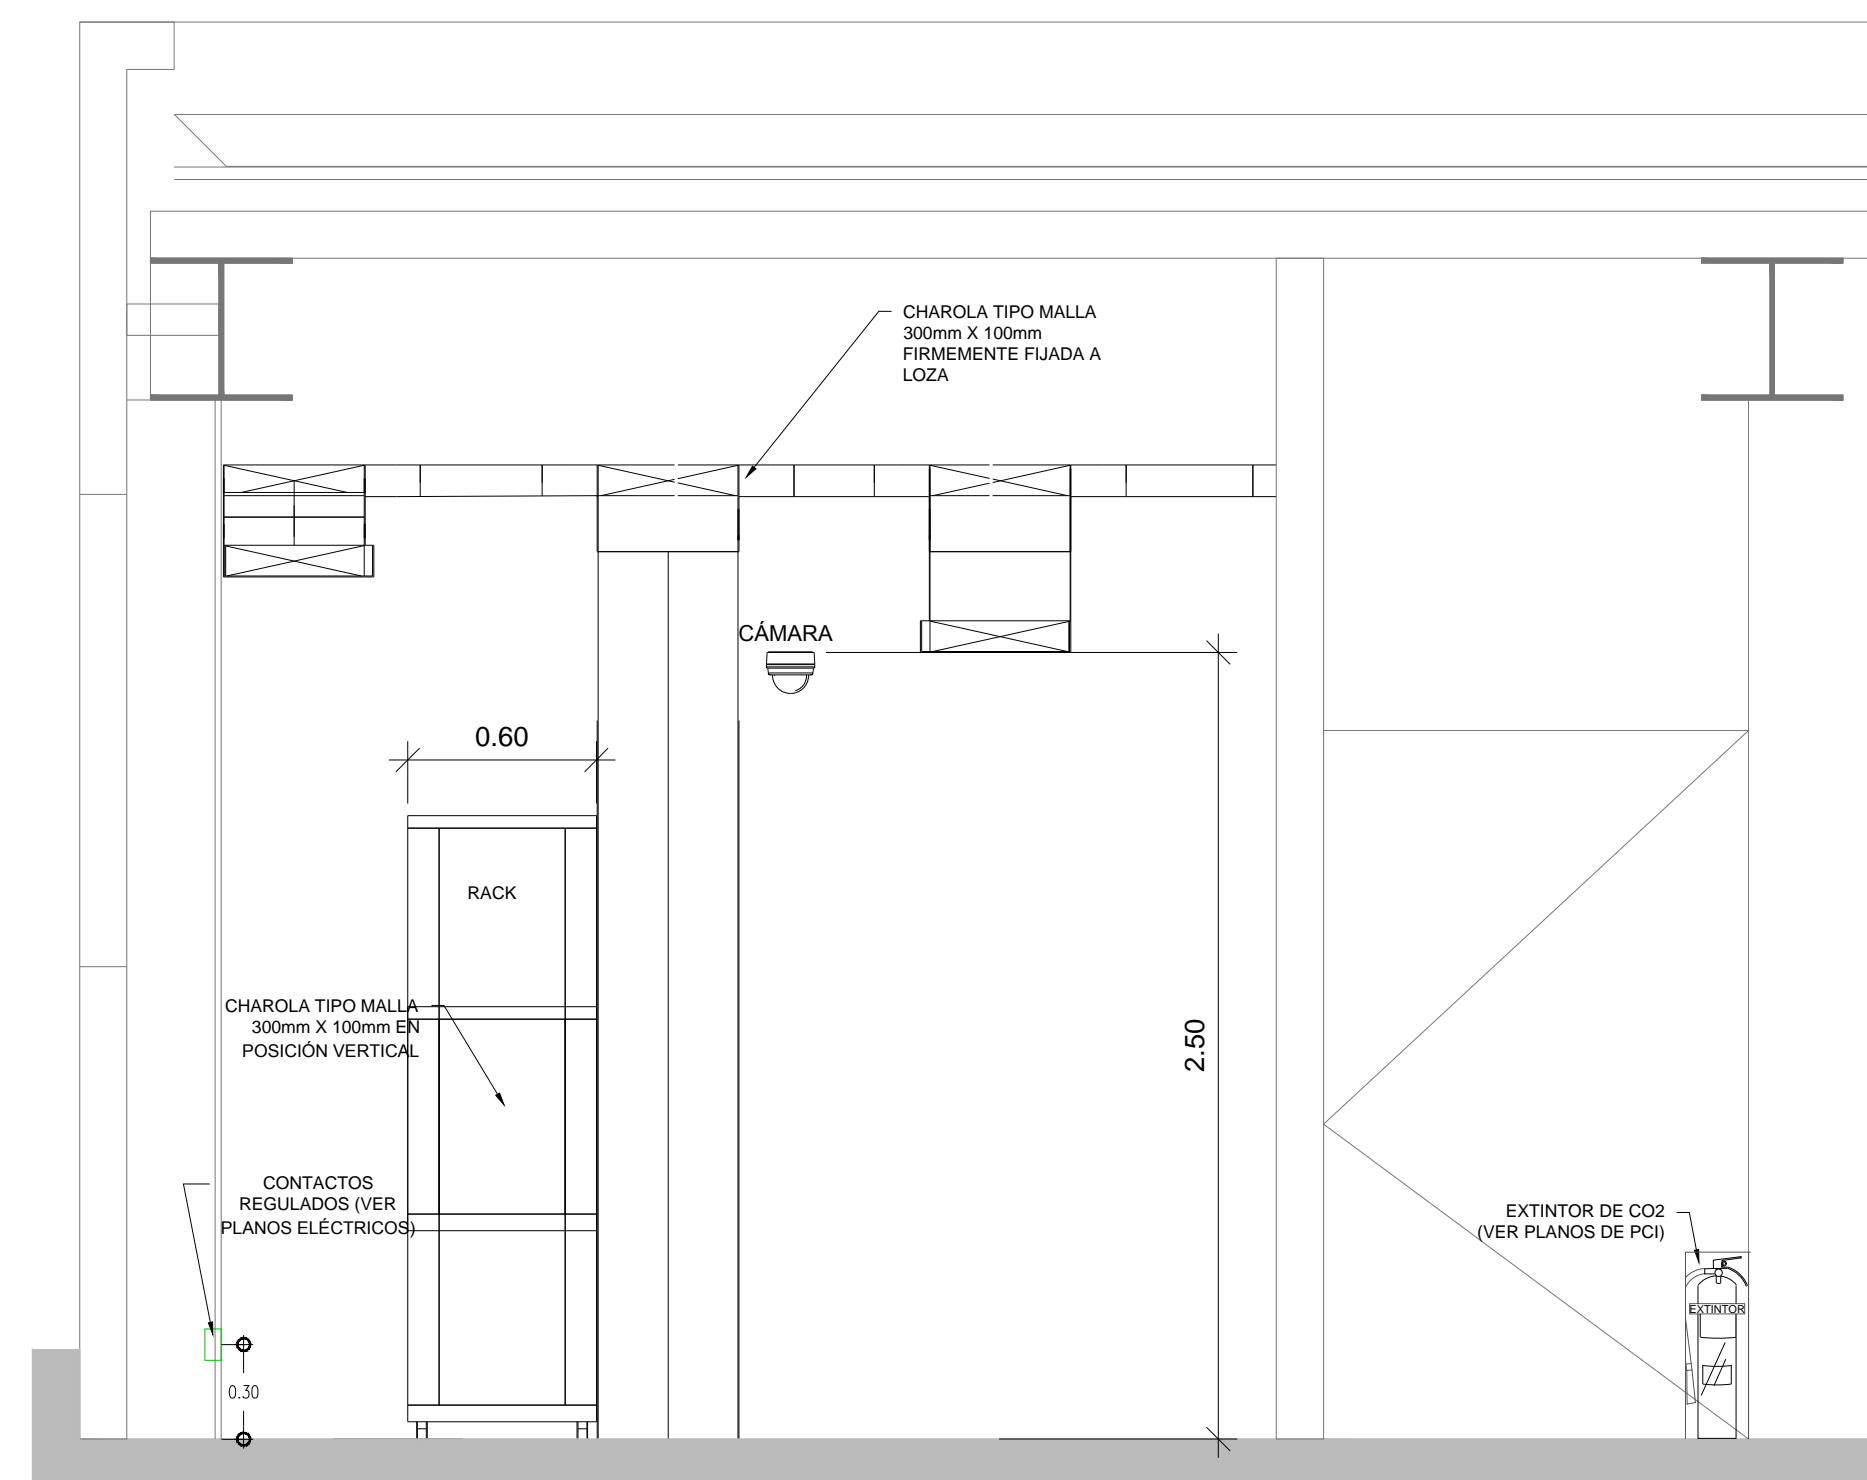 CHAROLA TIPO MALLA
300mm X 100mm
FIRMEMENTE FIJADA A
LOZA
CÁMARA
0.60
RACK
CHAROLA TIPO MALLA
300mm X 100mm EN
POSICIÓN VERTICAL
2.50
CONTACTOS
REGULADOS (VER
PLANOS ELÉCTRICOS)
EXTINTOR DE CO2
(VER PLANOS DE PCI)
EXTINTOR
0.30